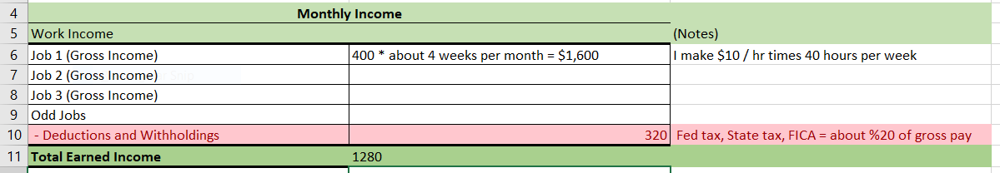 4 Monthly Income
5 Work Income (Notes)
6 Job 1 (Gross Income) 400 * about 4 weeks per month = $1,600 I make $10 / hr times 40 hours per week
7 Job 2 (Gross Income)
8 Job 3 (Gross Income)
9 Odd Jobs
10 - Deductions and Withholdings 320 Fed tax, State tax, FICA = about %20 of gross pay
11 Total Earned Income 1280